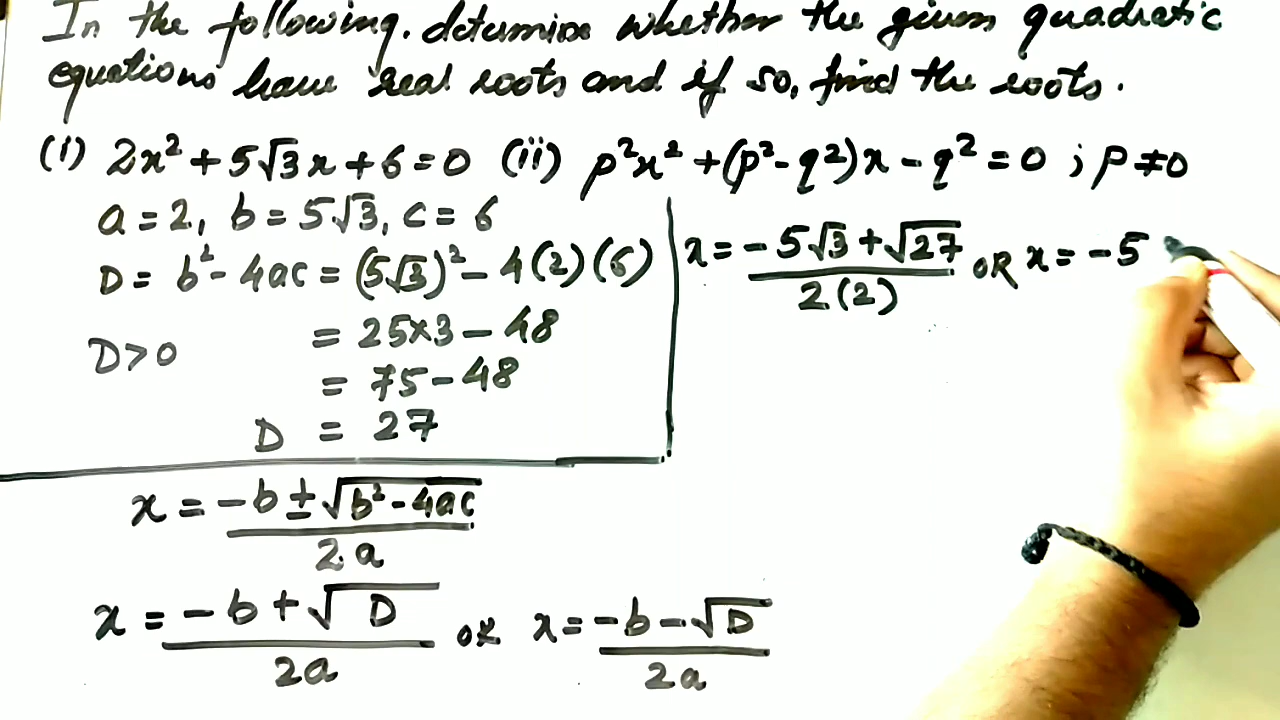 In the following. determine whether the given quadratic
equations have real roots and if so, find the roots.
(i) 2x² + 5√3x + 6 = 0 (ii) p²x² + (p² - q²)x - q² = 0 ; p ≠ 0
a = 2, b = 5√3, c = 6
D = b² - 4ac = (5√3)² - 4(2)(6)
= 25×3 - 48
D > 0
= 75 - 48
D = 27
x = (-b ± √(b² - 4ac)) / 2a
x = (-b + √D) / 2a OR x = (-b - √D) / 2a
x = (-5√3 + √27) / 2(2) OR x = -5